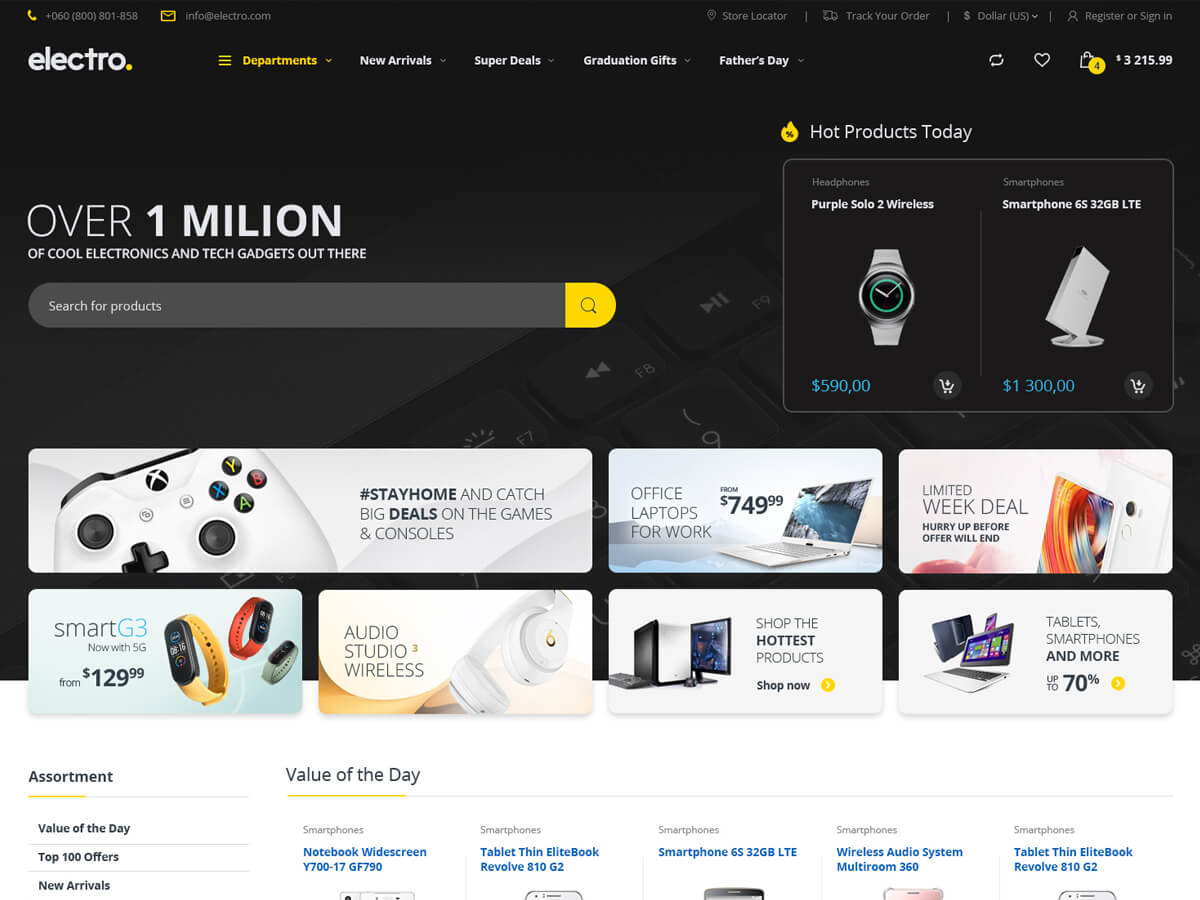 +060 (800) 801-858
info@electro.com
Store Locator | Track Your Order | $ Dollar (US) | Register or Sign in
electro.
Departments
New Arrivals
Super Deals
Graduation Gifts
Father's Day
4
$ 3 215.99
% Hot Products Today
Headphones
Purple Solo 2 Wireless
$590,00
Smartphones
Smartphone 6S 32GB LTE
$1 300,00
OVER 1 MILION
OF COOL ELECTRONICS AND TECH GADGETS OUT THERE
Search for products
F9
F8
F7
9
Y
B
X
A
#STAYHOME AND CATCH
BIG DEALS ON THE GAMES
& CONSOLES
OFFICE
LAPTOPS
FOR WORK
FROM
$74999
LIMITED
WEEK DEAL
HURRY UP BEFORE
OFFER WILL END
smartG3
Now with 5G
from $12999
08:16
AUDIO
STUDIO 3
WIRELESS
SHOP THE
HOTTEST
PRODUCTS
Shop now
TABLETS,
SMARTPHONES
AND MORE
UP
TO 70%
Assortment
Value of the Day
Top 100 Offers
New Arrivals
Value of the Day
Smartphones
Notebook Widescreen
Y700-17 GF790
Smartphones
Tablet Thin EliteBook
Revolve 810 G2
Smartphones
Smartphone 6S 32GB LTE
Smartphones
Wireless Audio System
Multiroom 360
Smartphones
Tablet Thin EliteBook
Revolve 810 G2